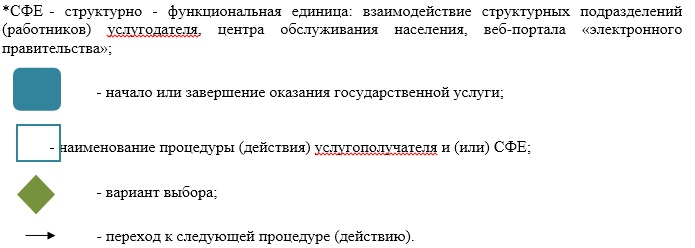 *СФЕ - структурно - функциональная единица: взаимодействие структурных подразделений
(работников) услугодателя, центра обслуживания населения, веб-портала «электронного
правительства»;
- начало или завершение оказания государственной услуги;
- наименование процедуры (действия) услугополучателя и (или) СФЕ;
- вариант выбора;
- переход к следующей процедуре (действию).